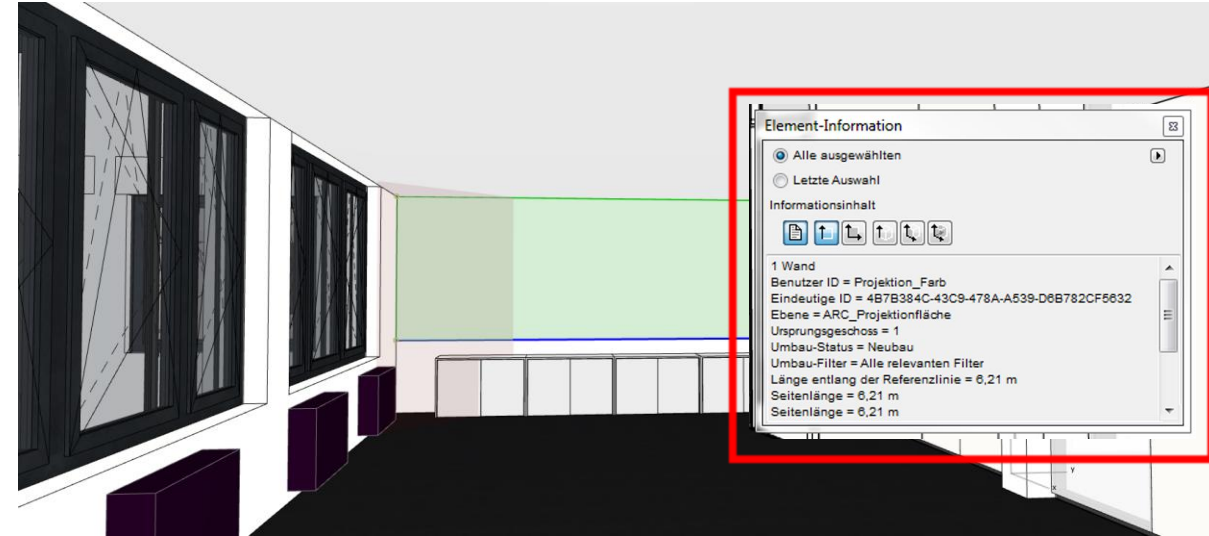 Element-Information
Alle ausgewählten
Letzte Auswahl
Informationsinhalt
1 Wand
Benutzer ID = Projektion_Farb
Eindeutige ID = 4B7B384C-43C9-478A-A539-D6B782CF5632
Ebene = ARC_Projektionfläche
Ursprungsgeschoss = 1
Umbau-Status = Neubau
Umbau-Filter = Alle relevanten Filter
Länge entlang der Referenzlinie = 6,21 m
Seitenlänge = 6,21 m
Seitenlänge = 6,21 m
Y
x